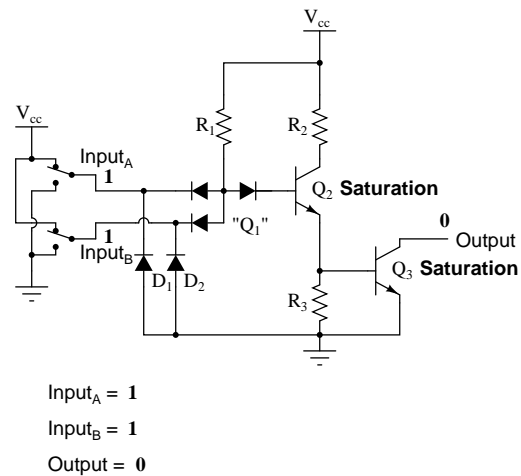 Vcc
R1
R2
Vcc
InputA
1
Q2 Saturation
"Q1"
1
InputB
0
Output
Q3 Saturation
D1
D2
R3
InputA = 1
InputB = 1
Output = 0